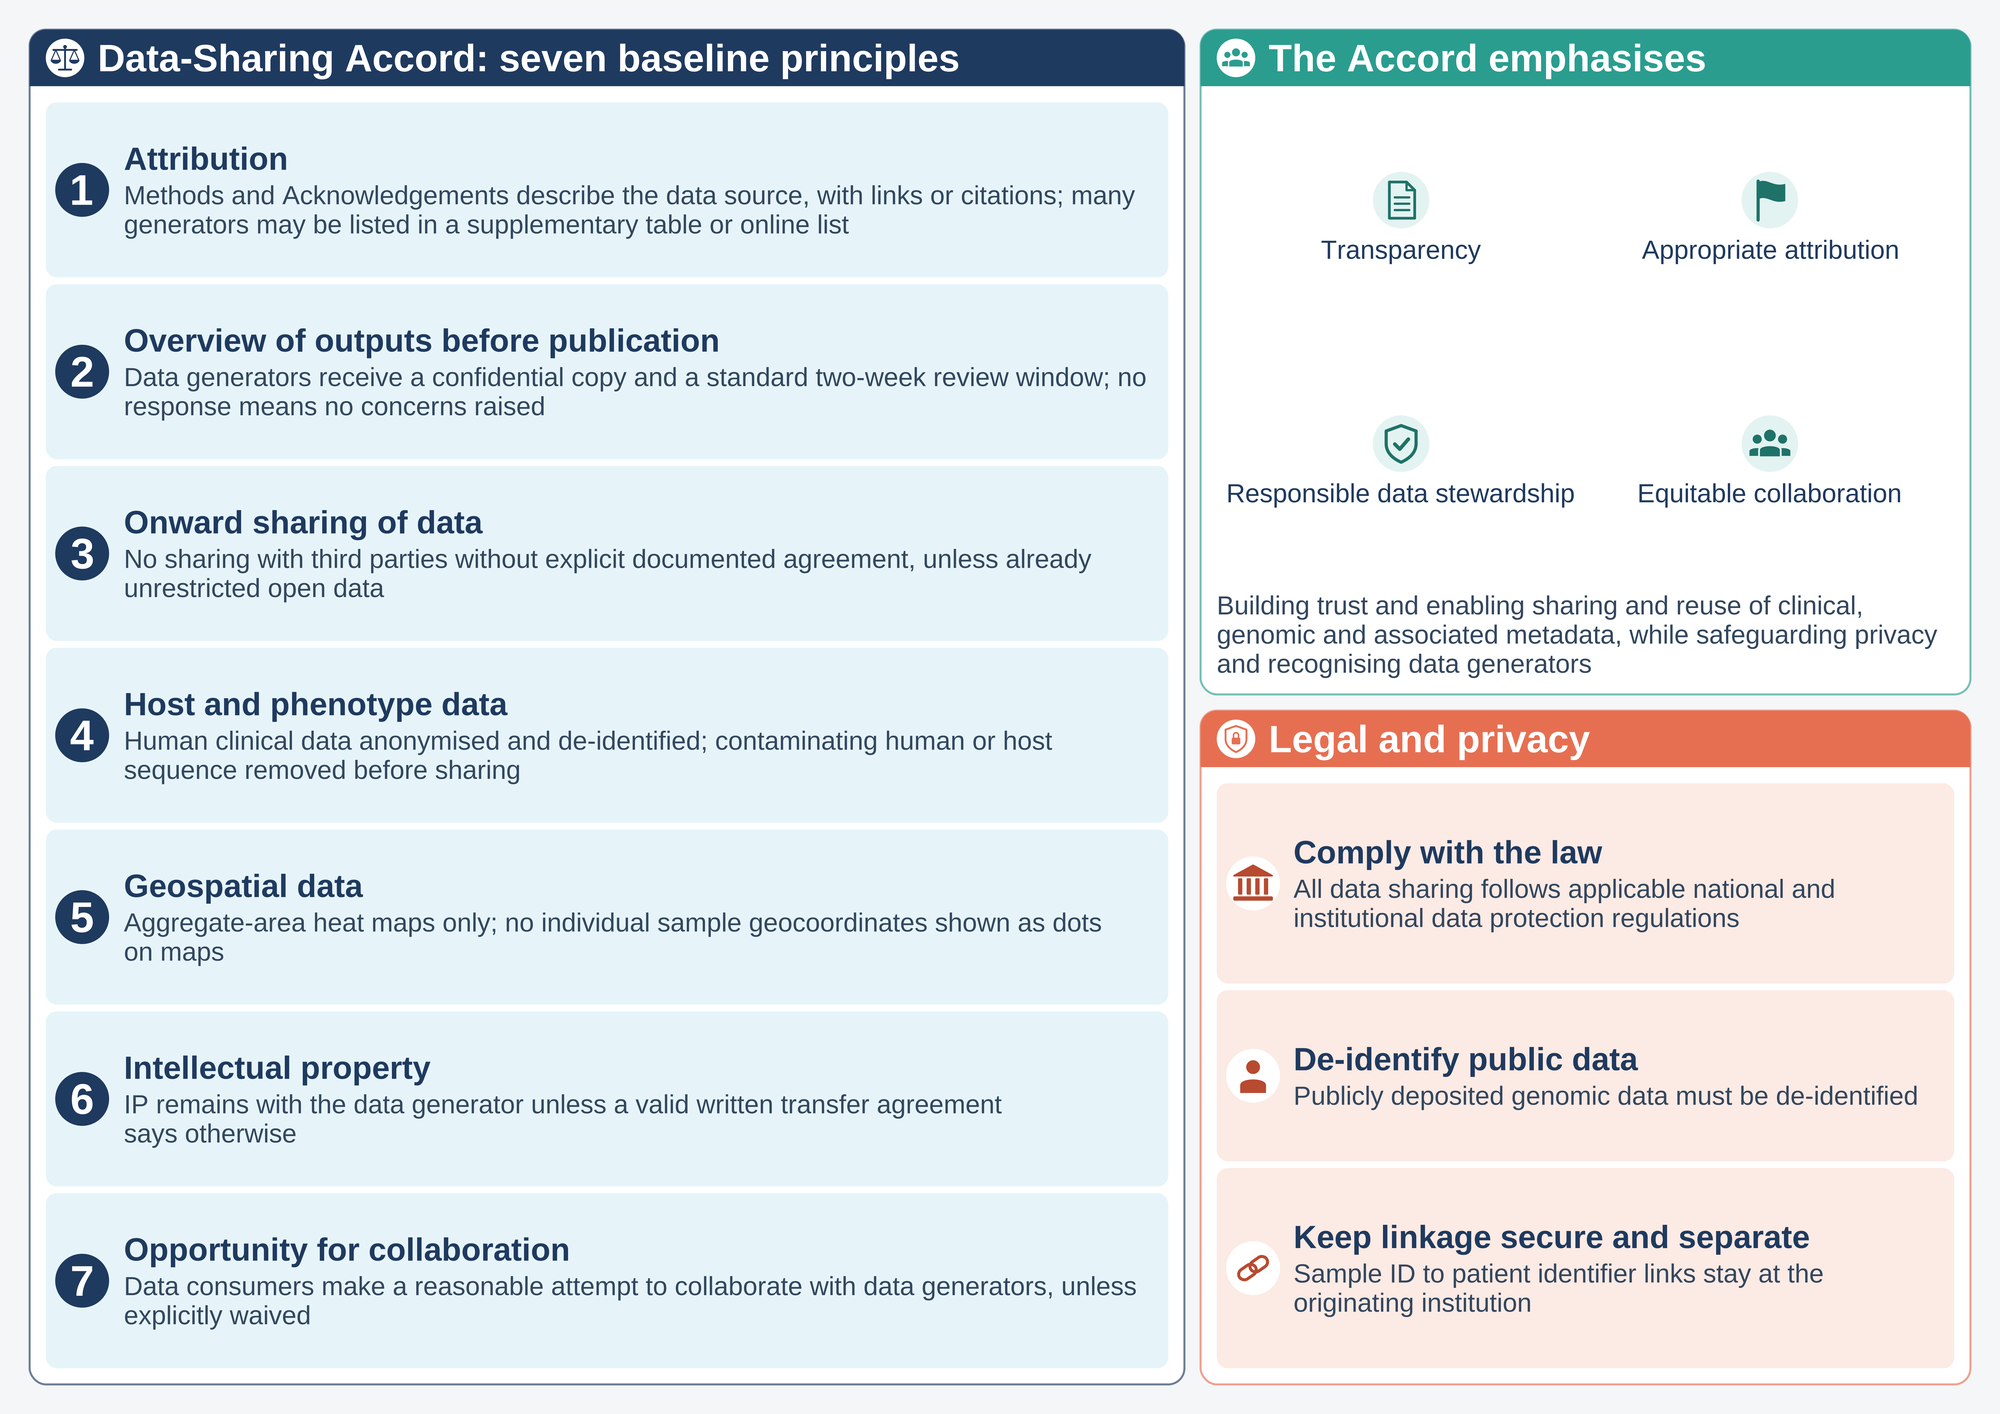 Data-Sharing Accord: seven baseline principles
1
Attribution
Methods and Acknowledgements describe the data source, with links or citations; many
generators may be listed in a supplementary table or online list
2
Overview of outputs before publication
Data generators receive a confidential copy and a standard two-week review window; no
response means no concerns raised
3
Onward sharing of data
No sharing with third parties without explicit documented agreement, unless already
unrestricted open data
4
Host and phenotype data
Human clinical data anonymised and de-identified; contaminating human or host
sequence removed before sharing
5
Geospatial data
Aggregate-area heat maps only; no individual sample geocoordinates shown as dots
on maps
6
Intellectual property
IP remains with the data generator unless a valid written transfer agreement
says otherwise
7
Opportunity for collaboration
Data consumers make a reasonable attempt to collaborate with data generators, unless
explicitly waived
The Accord emphasises
Transparency
Appropriate attribution
Responsible data stewardship
Equitable collaboration
Building trust and enabling sharing and reuse of clinical,
genomic and associated metadata, while safeguarding privacy
and recognising data generators
Legal and privacy
Comply with the law
All data sharing follows applicable national and
institutional data protection regulations
De-identify public data
Publicly deposited genomic data must be de-identified
Keep linkage secure and separate
Sample ID to patient identifier links stay at the
originating institution